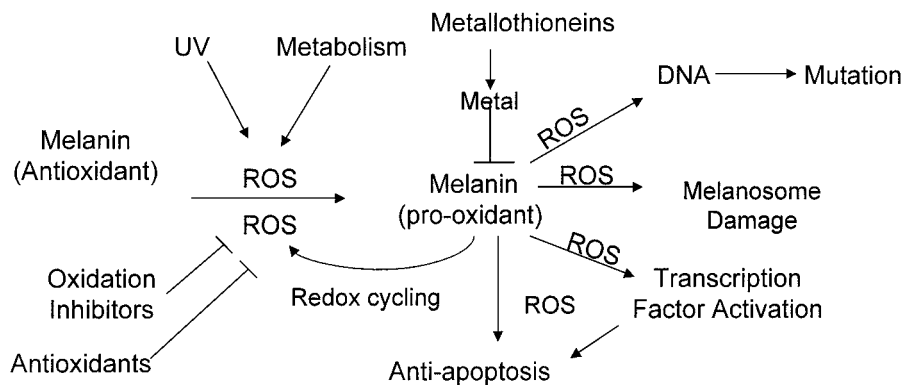 Metallothioneins
UV
Metabolism
DNA
Mutation
Metal
ROS
Melanin
(Antioxidant)
ROS
ROS
Melanin
(pro-oxidant)
ROS
Melanosome
Damage
ROS
Oxidation
Inhibitors
Redox cycling
ROS
Transcription
Factor Activation
Antioxidants
Anti-apoptosis